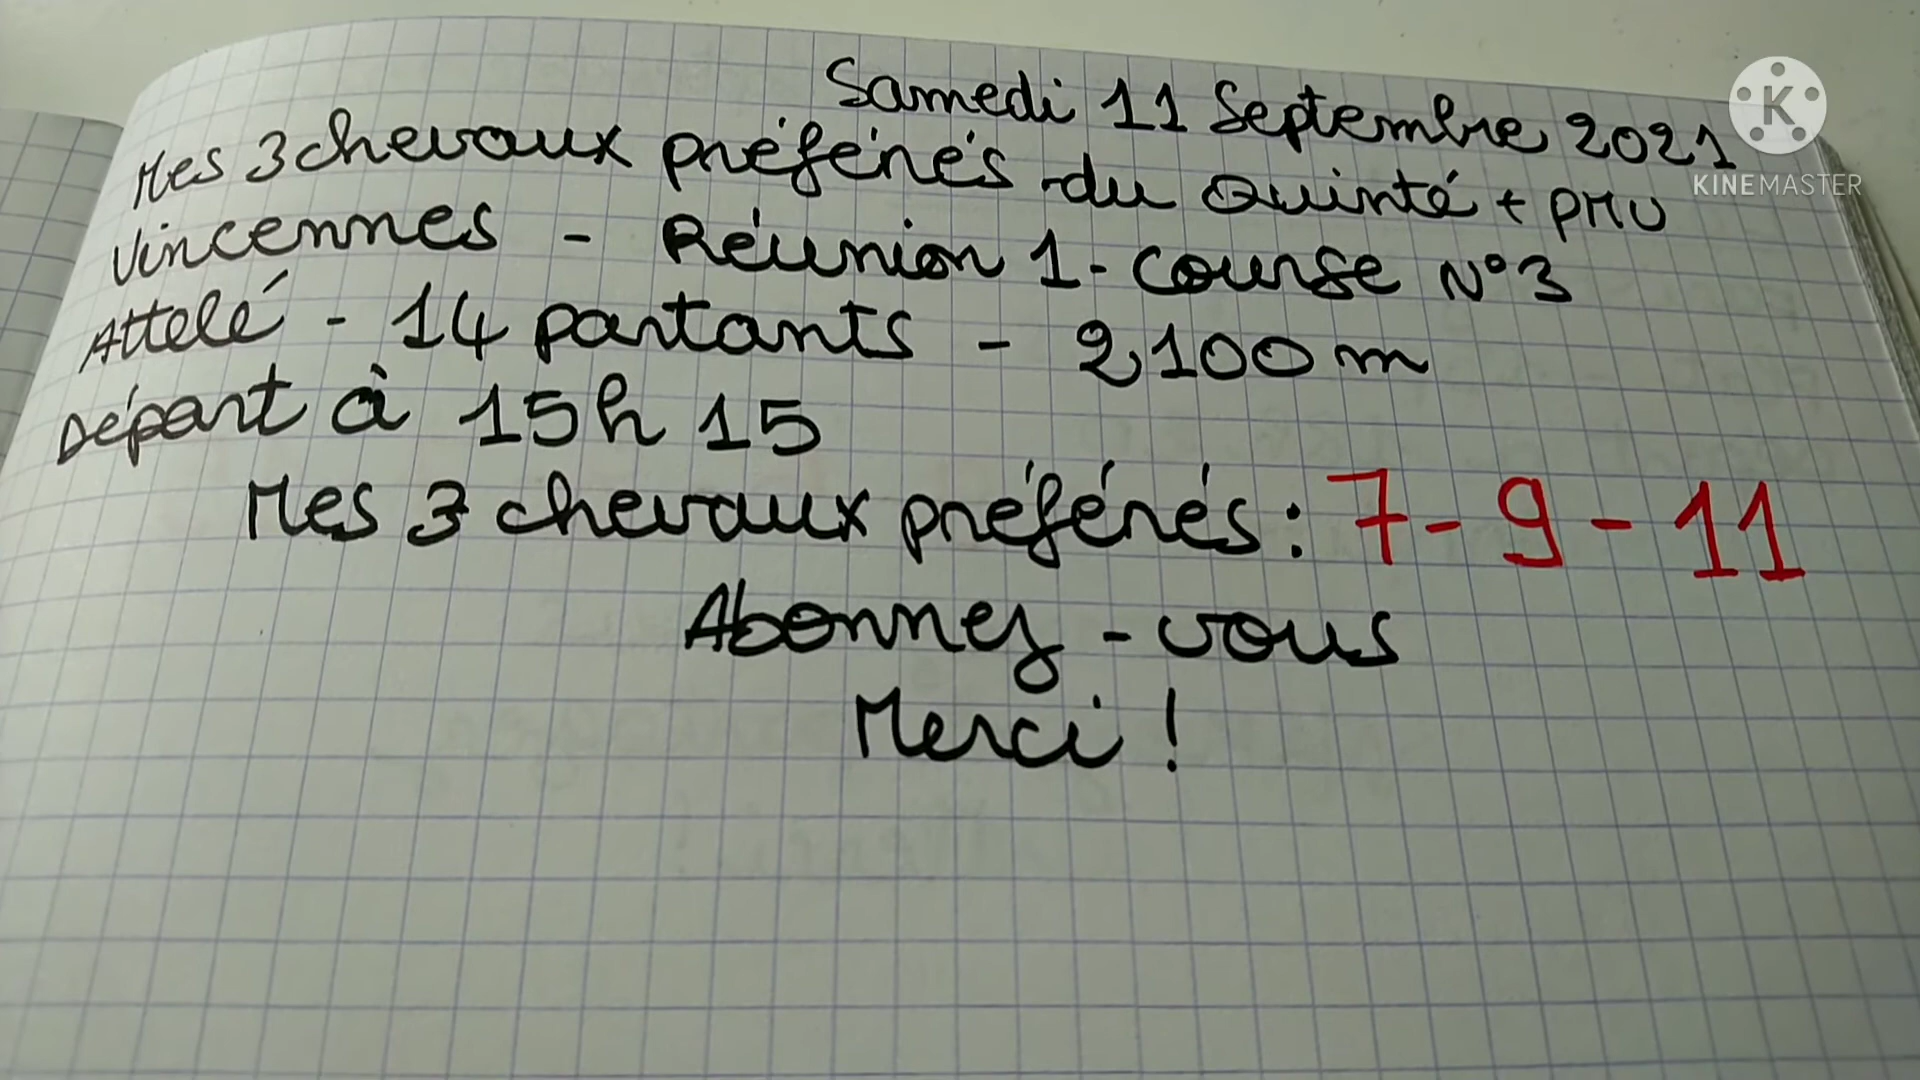 Samedi 11 Septembre 2021
Mes 3 chevaux préférés du Quinté + PMU
Vincennes - Réunion 1 - Course N° 3
Attelé - 14 partants - 2100 m
Départ à 15h15
Mes 3 chevaux préférés : 7 - 9 - 11
Abonnez - vous
Merci !
K
KINEMASTER